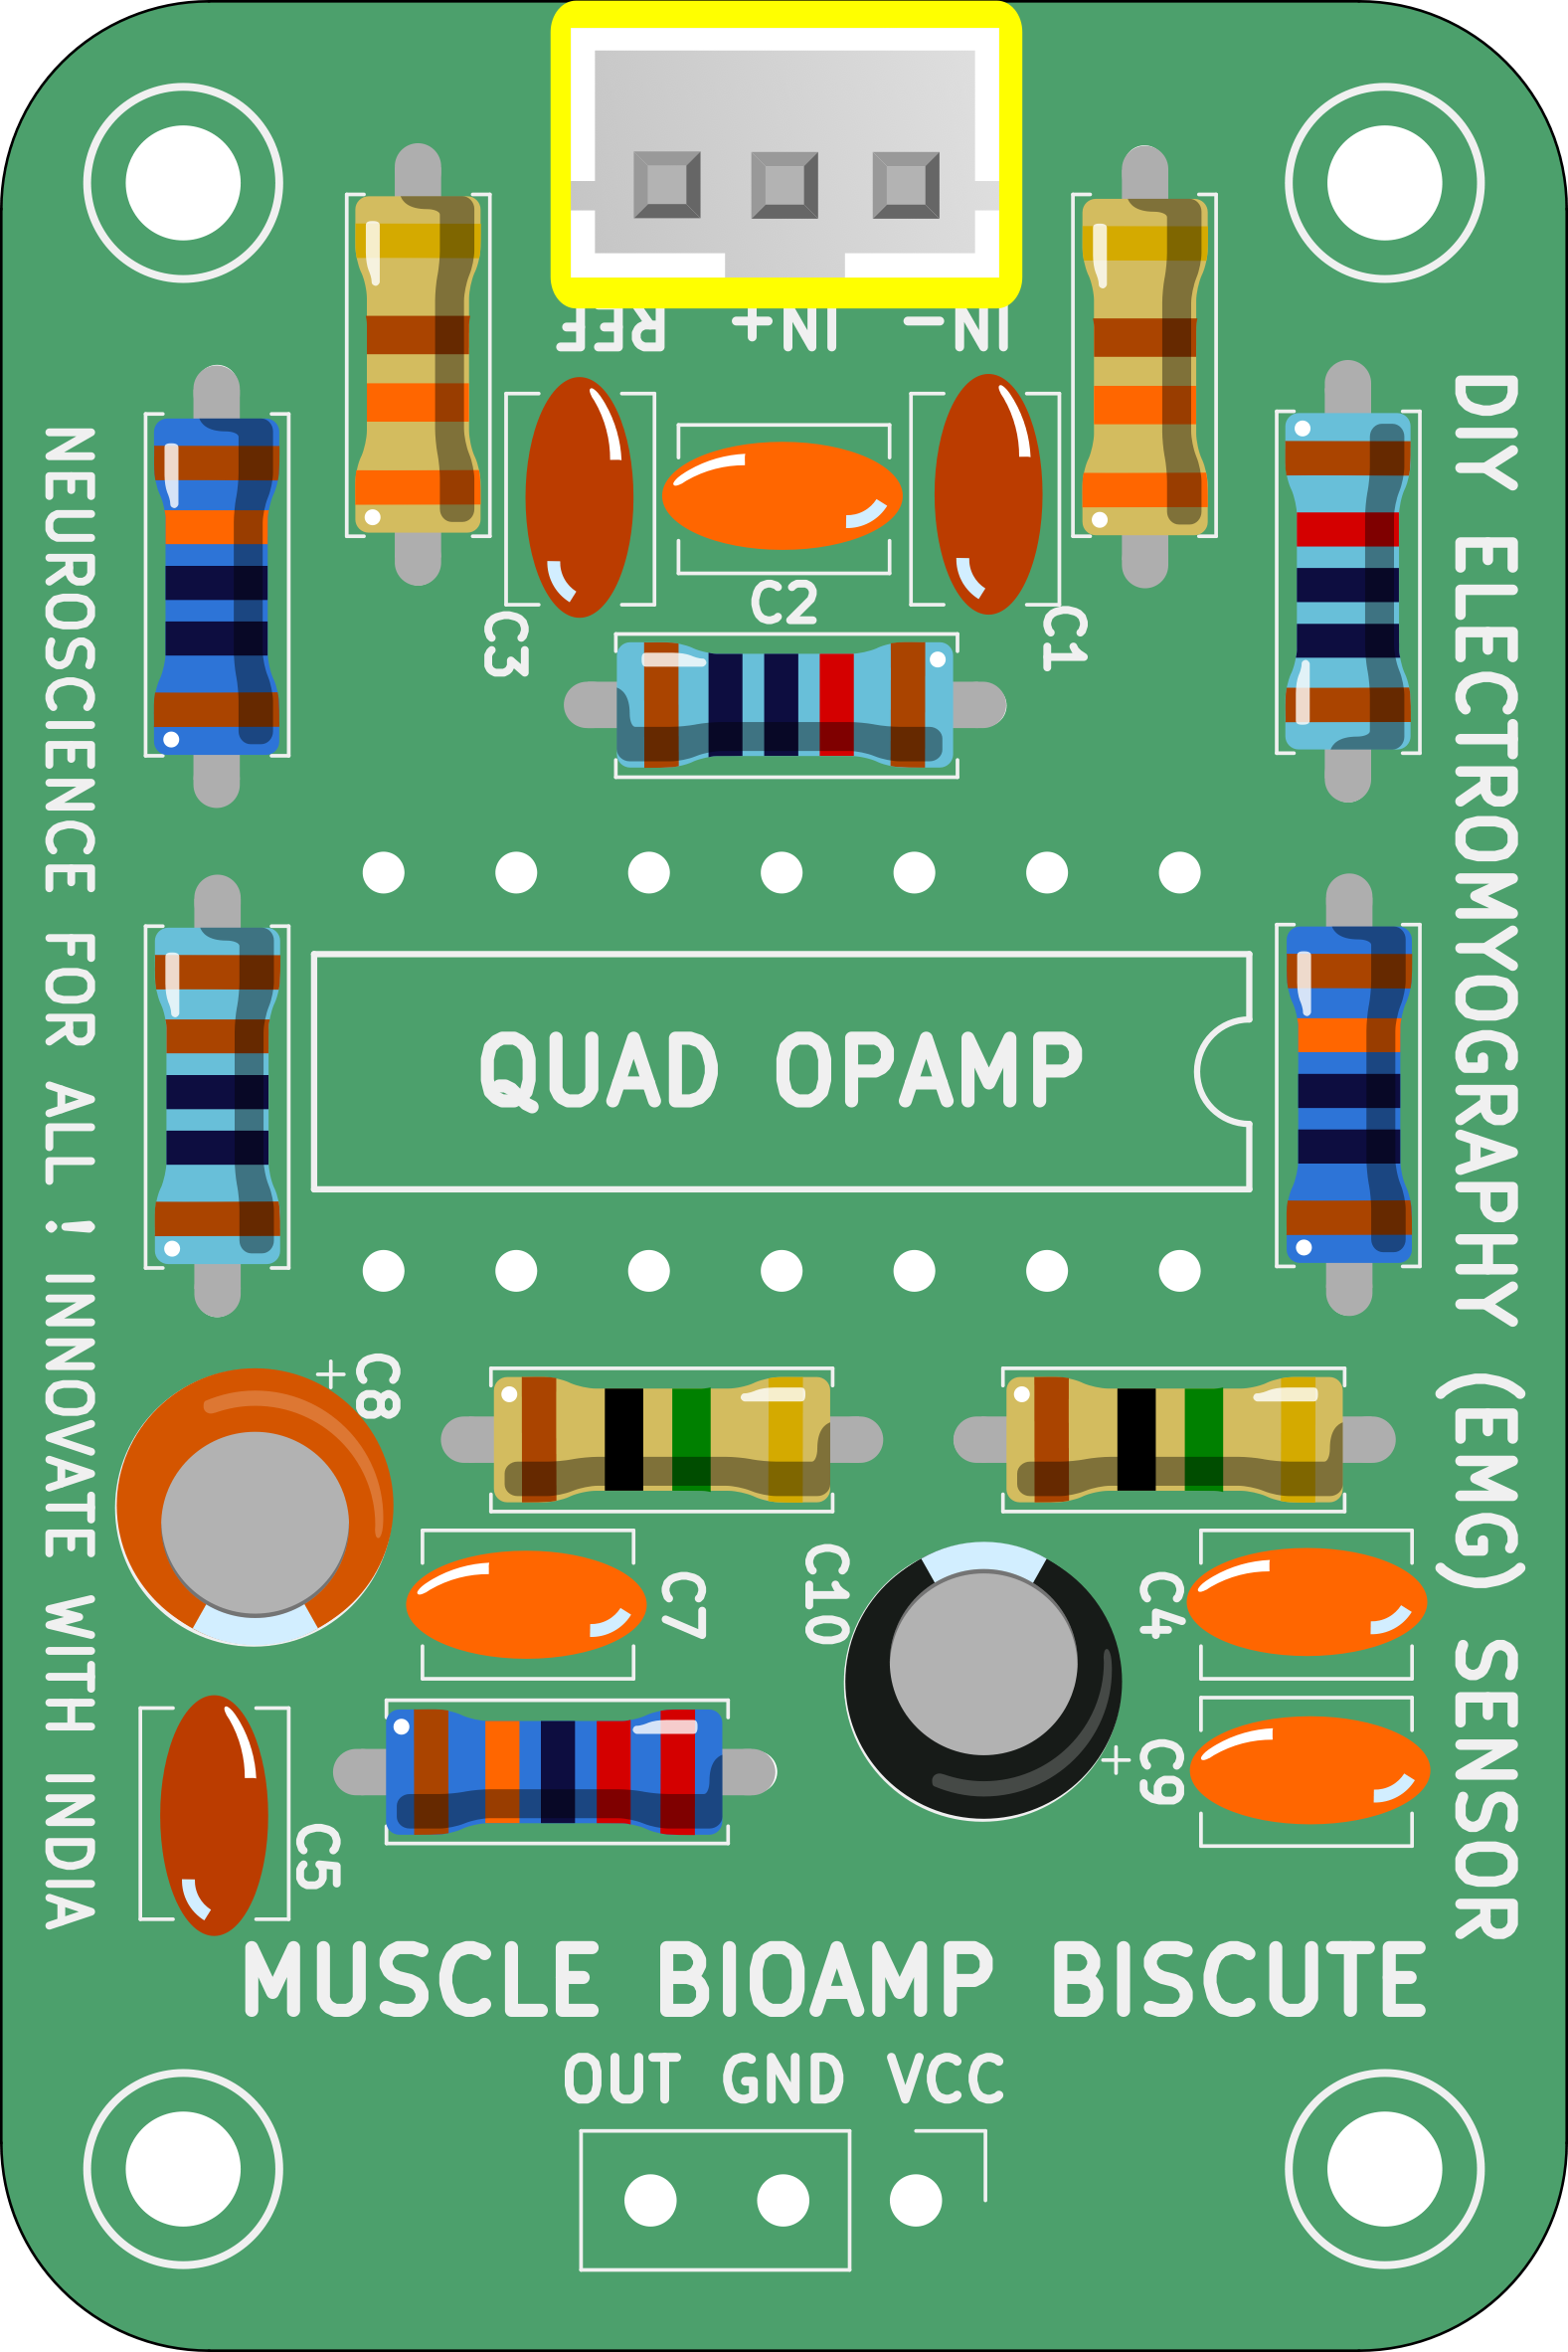 REF IN+ IN-
C3
C2
C1
DIY ELECTROMYOGRAPHY (EMG) SENSOR
NEUROSCIENCE FOR ALL ! INNOVATE WITH INDIA
QUAD OPAMP
C8
C7
C10
C4
C9
C5
MUSCLE BIOAMP BISCUTE
OUT GND VCC